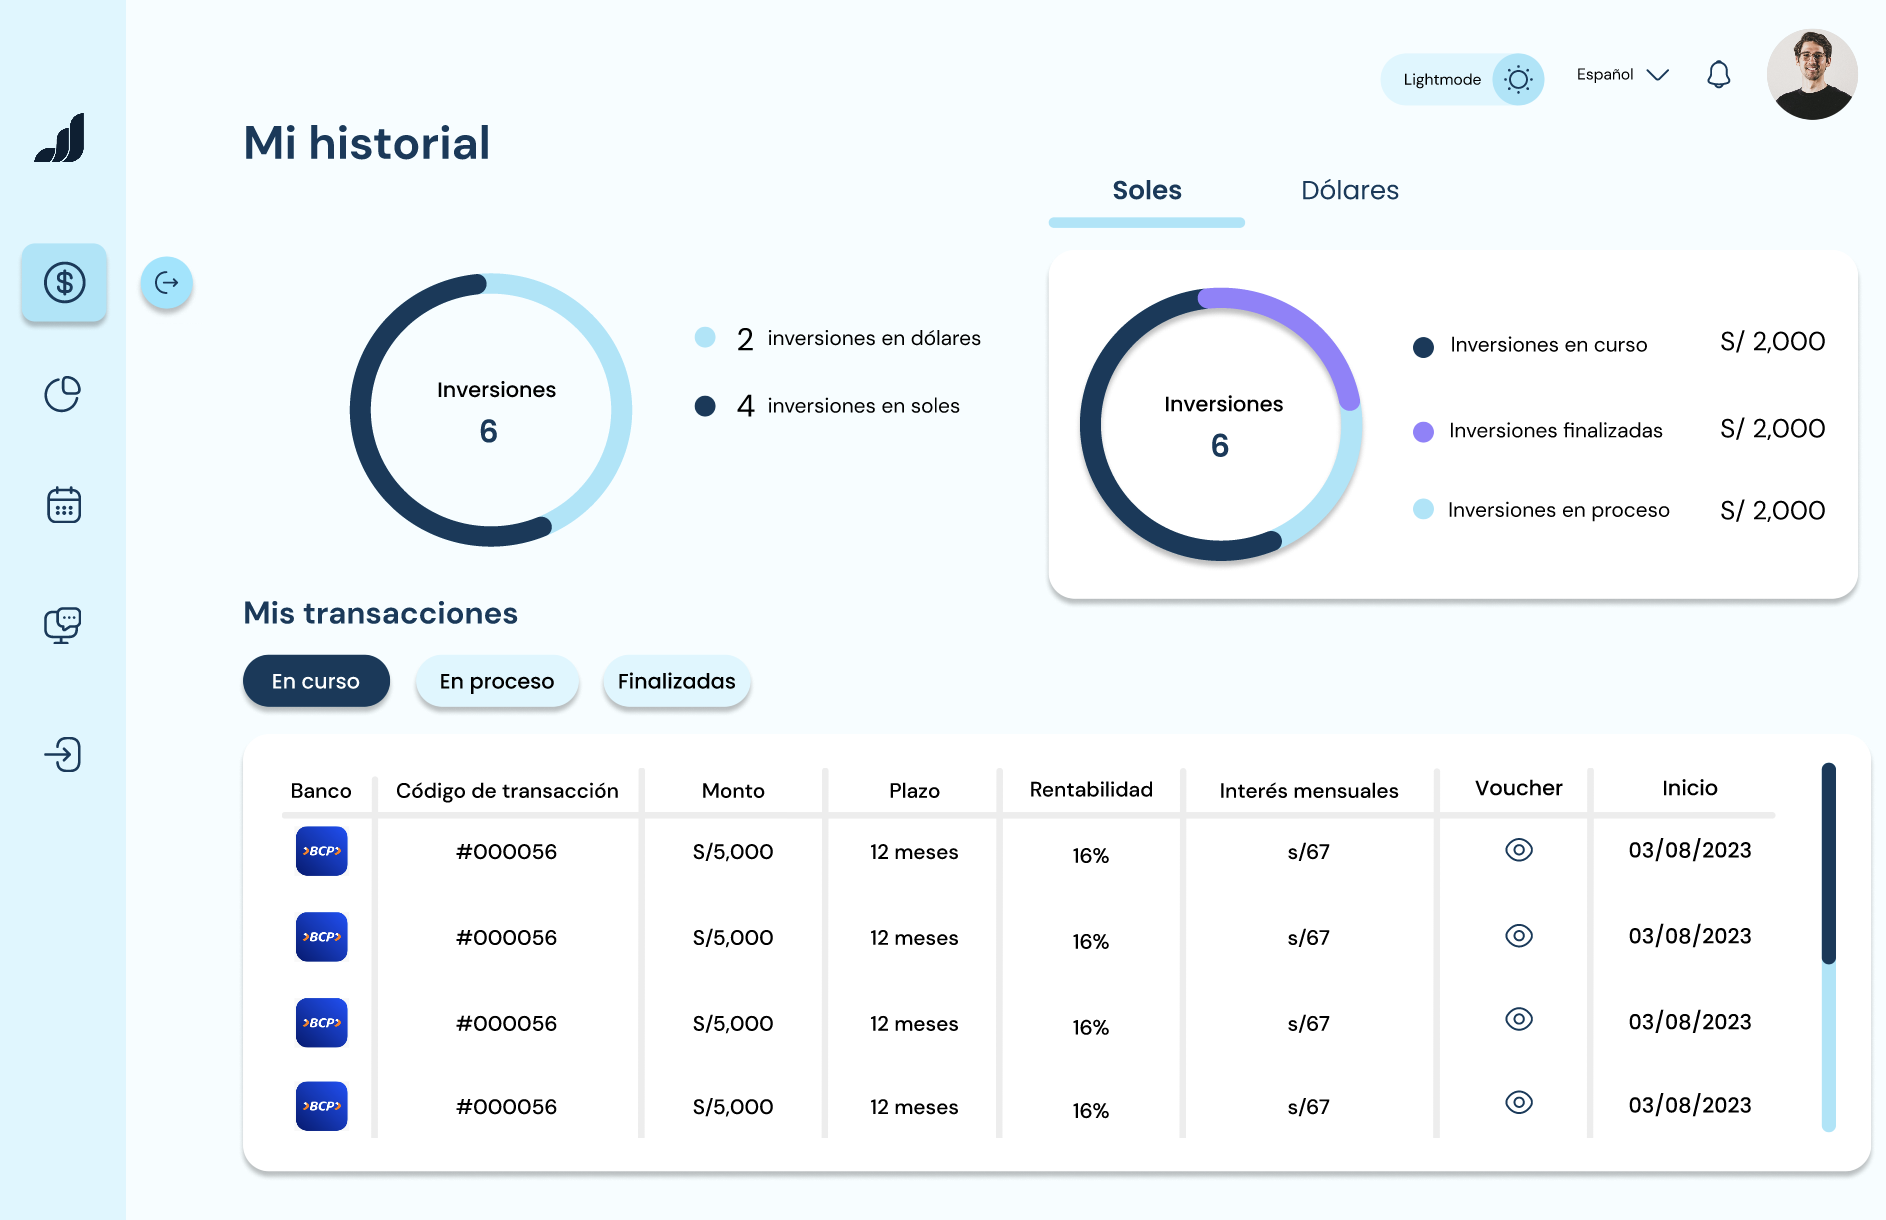 Lightmode
Español
Mi historial
Soles
Dólares
Inversiones
6
2 inversiones en dólares
4 inversiones en soles
Inversiones
6
Inversiones en curso S/ 2,000
Inversiones finalizadas S/ 2,000
Inversiones en proceso S/ 2,000
Mis transacciones
En curso
En proceso
Finalizadas
Banco Código de transacción Monto Plazo Rentabilidad Interés mensuales Voucher Inicio
BCP #000056 S/5,000 12 meses 16% s/67 03/08/2023
BCP #000056 S/5,000 12 meses 16% s/67 03/08/2023
BCP #000056 S/5,000 12 meses 16% s/67 03/08/2023
BCP #000056 S/5,000 12 meses 16% s/67 03/08/2023